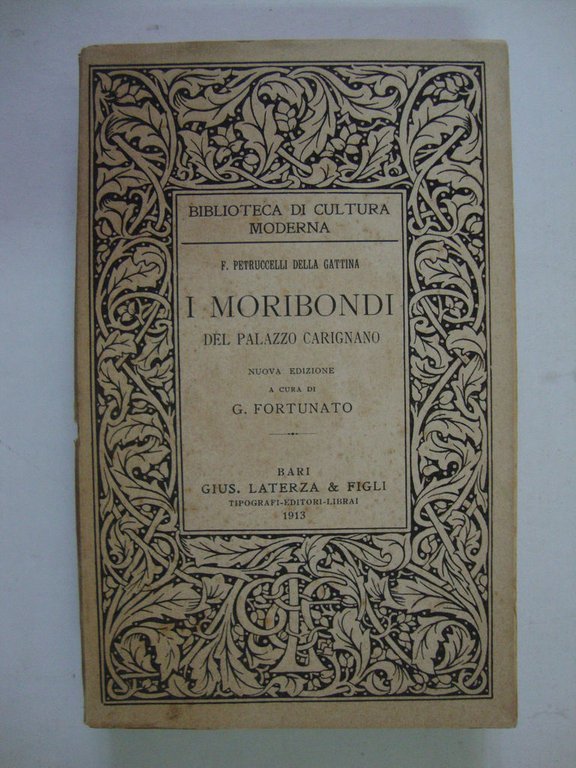 BIBLIOTECA DI CULTURA
MODERNA
F. PETRUCCELLI DELLA GATTINA
I MORIBONDI
DEL PALAZZO CARIGNANO
NUOVA EDIZIONE
A CURA DI
G. FORTUNATO
BARI
GIUS. LATERZA & FIGLI
TIPOGRAFI-EDITORI-LIBRAI
1913